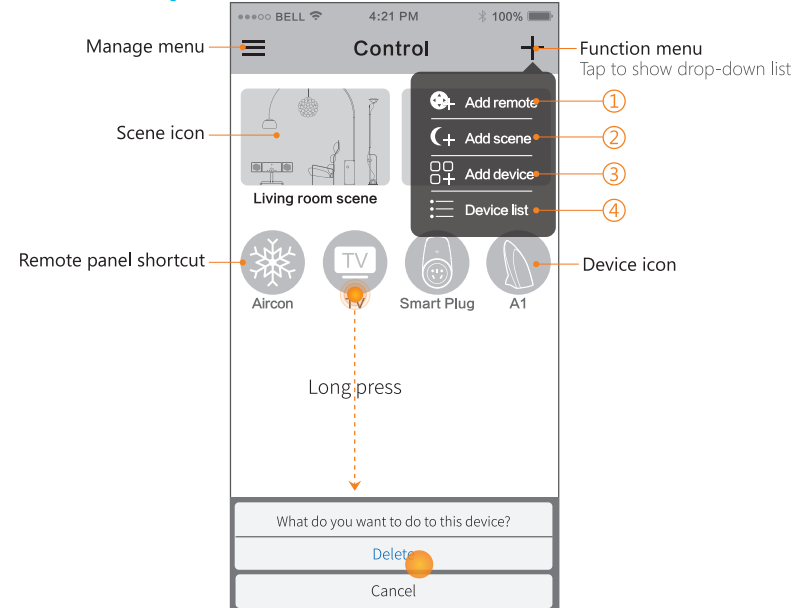 BELL 4:21 PM 100%
Manage menu
Control
Function menu
Tap to show drop-down list
Add remote ①
Scene icon
Add scene ②
Add device ③
Living room scene
Device list ④
Remote panel shortcut
TV
Device icon
Aircon TV Smart Plug A1
Long press
What do you want to do to this device?
Delete
Cancel